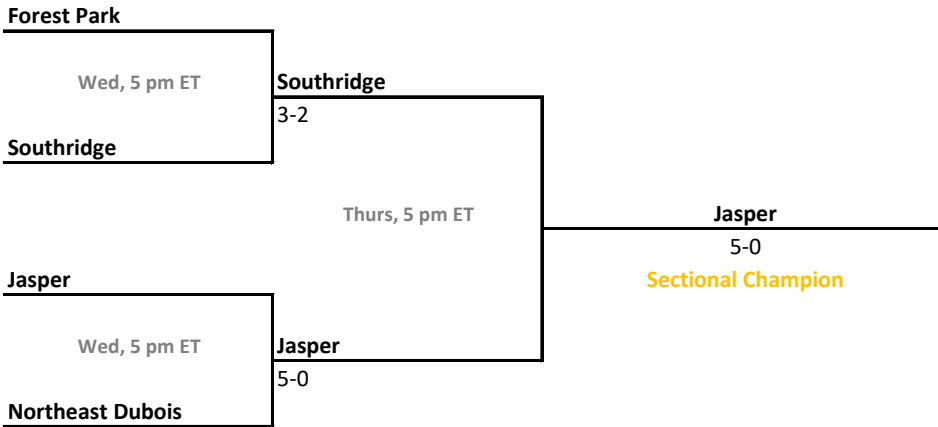 Forest Park
Wed, 5 pm ET
Southridge
3-2
Southridge
Thurs, 5 pm ET
Jasper
5-0
Sectional Champion
Jasper
Wed, 5 pm ET
Jasper
5-0
Northeast Dubois